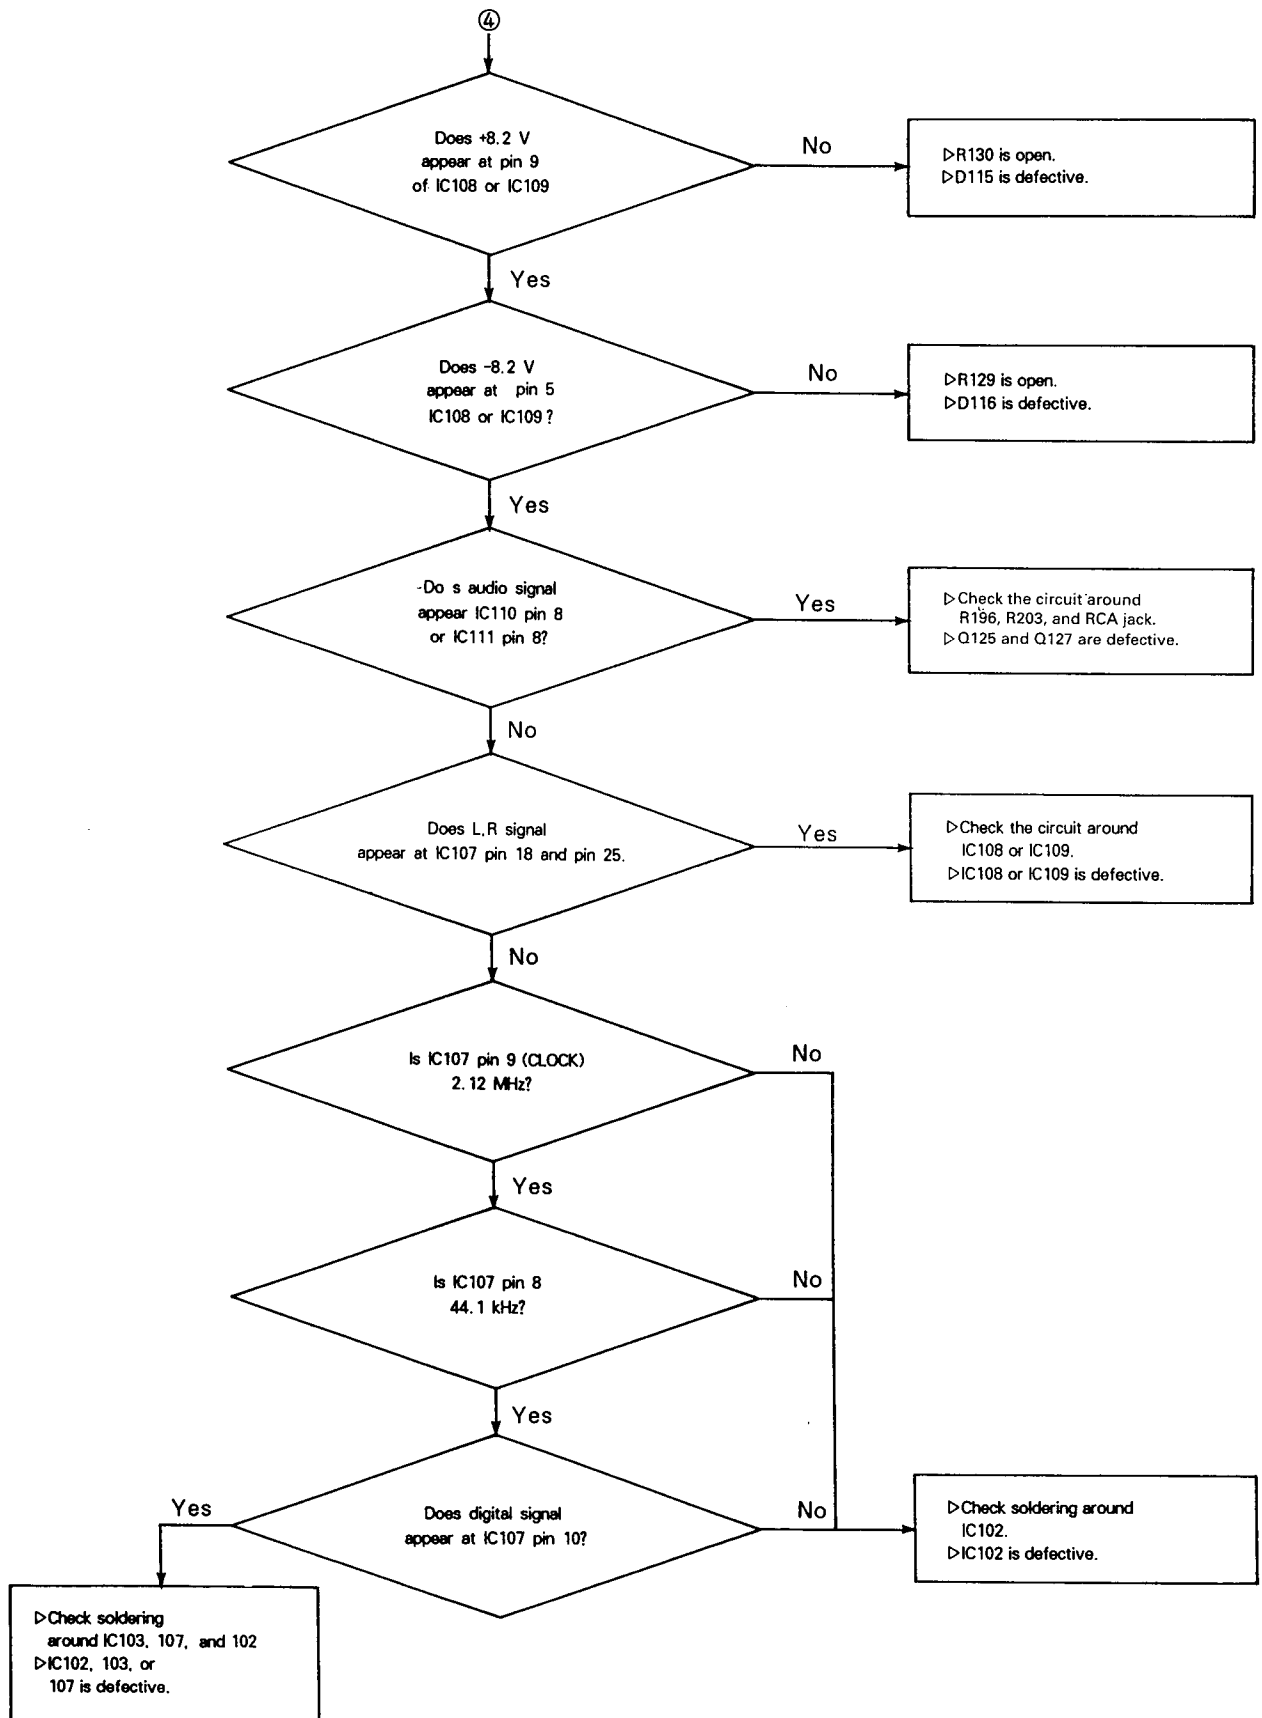 ④
Does +8.2 V
appear at pin 9
of IC108 or IC109
No
▷R130 is open.
▷D115 is defective.
Yes
Does -8.2 V
appear at pin 5
IC108 or IC109?
No
▷R129 is open.
▷D116 is defective.
Yes
-Do s audio signal
appear IC110 pin 8
or IC111 pin 8?
Yes
▷Check the circuit around
R196, R203, and RCA jack.
▷Q125 and Q127 are defective.
No
Does L,R signal
appear at IC107 pin 18 and pin 25.
Yes
▷Check the circuit around
IC108 or IC109.
▷IC108 or IC109 is defective.
No
Is IC107 pin 9 (CLOCK)
2.12 MHz?
No
Yes
Is IC107 pin 8
44.1 kHz?
No
Yes
Does digital signal
appear at IC107 pin 10?
No
▷Check soldering around
IC102.
▷IC102 is defective.
Yes
▷Check soldering
around IC103, 107, and 102
▷IC102, 103, or
107 is defective.